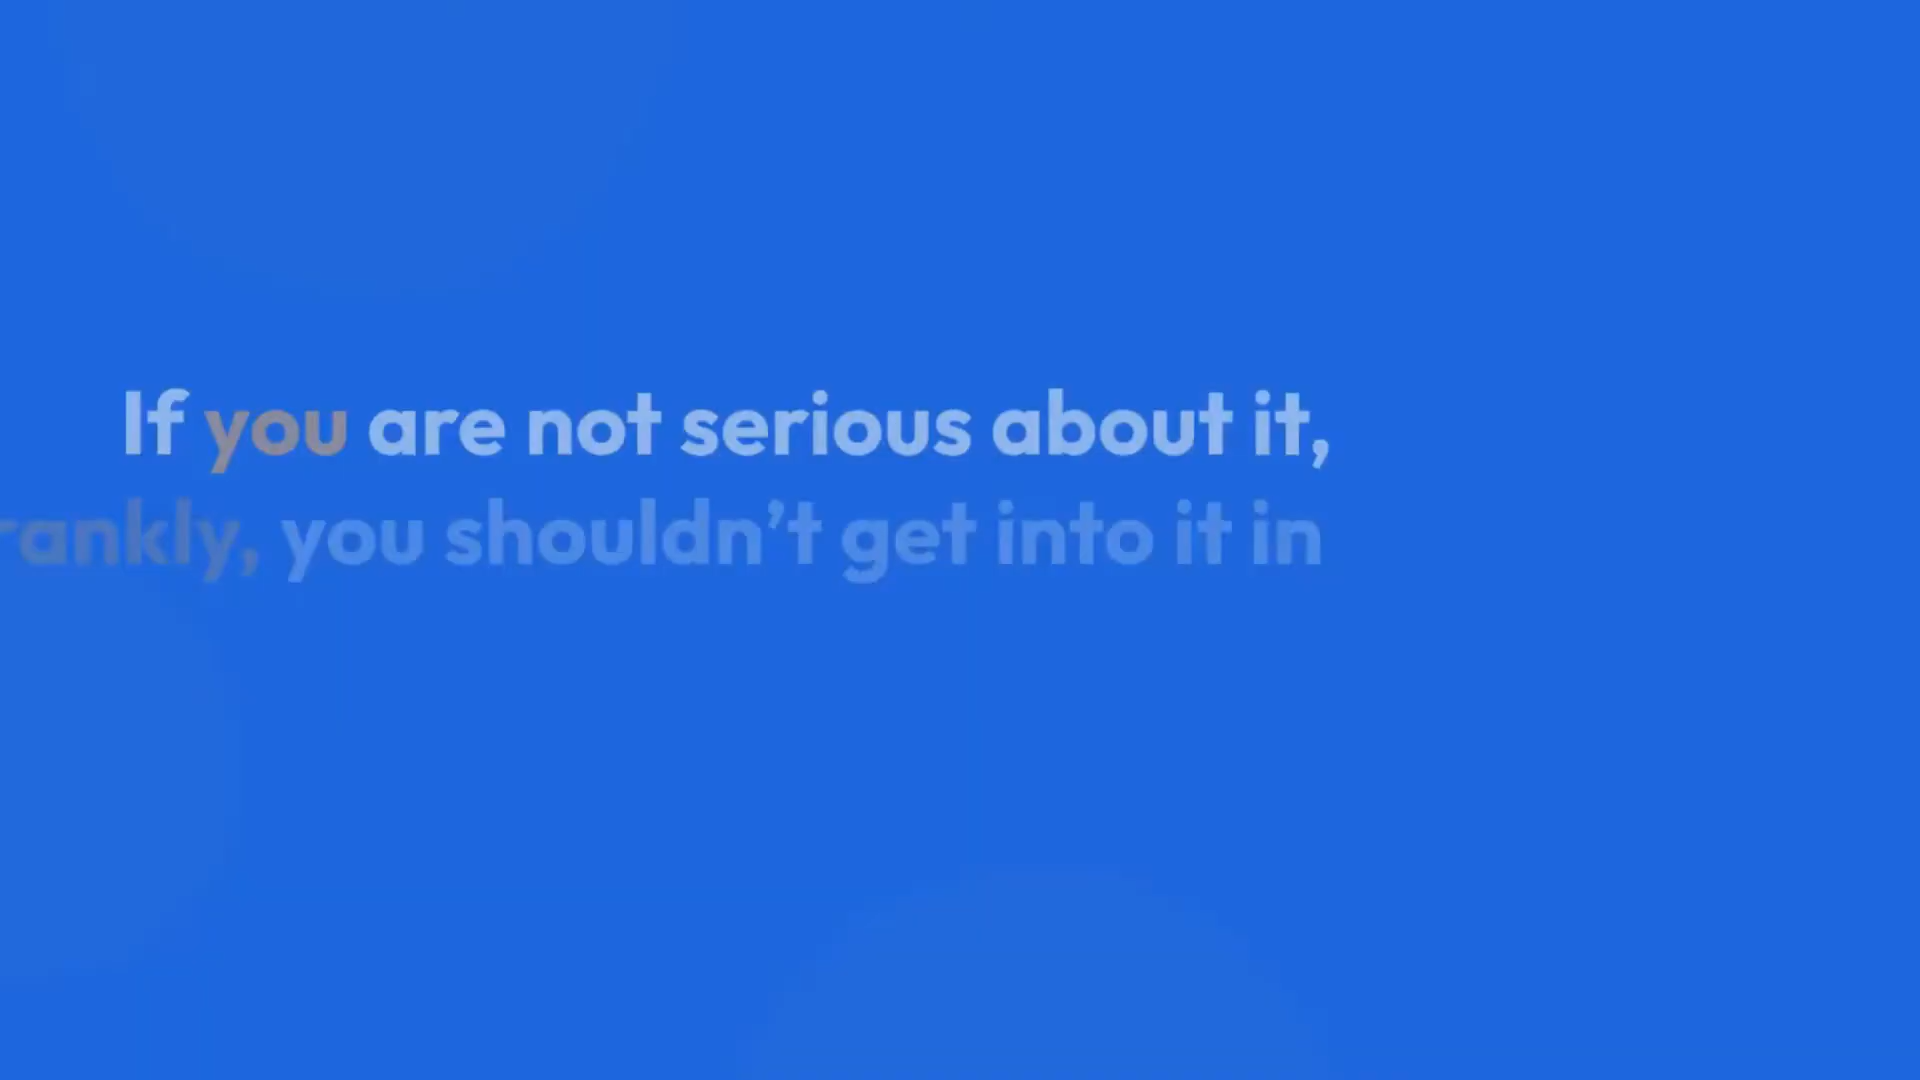 If you are not serious about it,
rankly, you shouldn’t get into it in